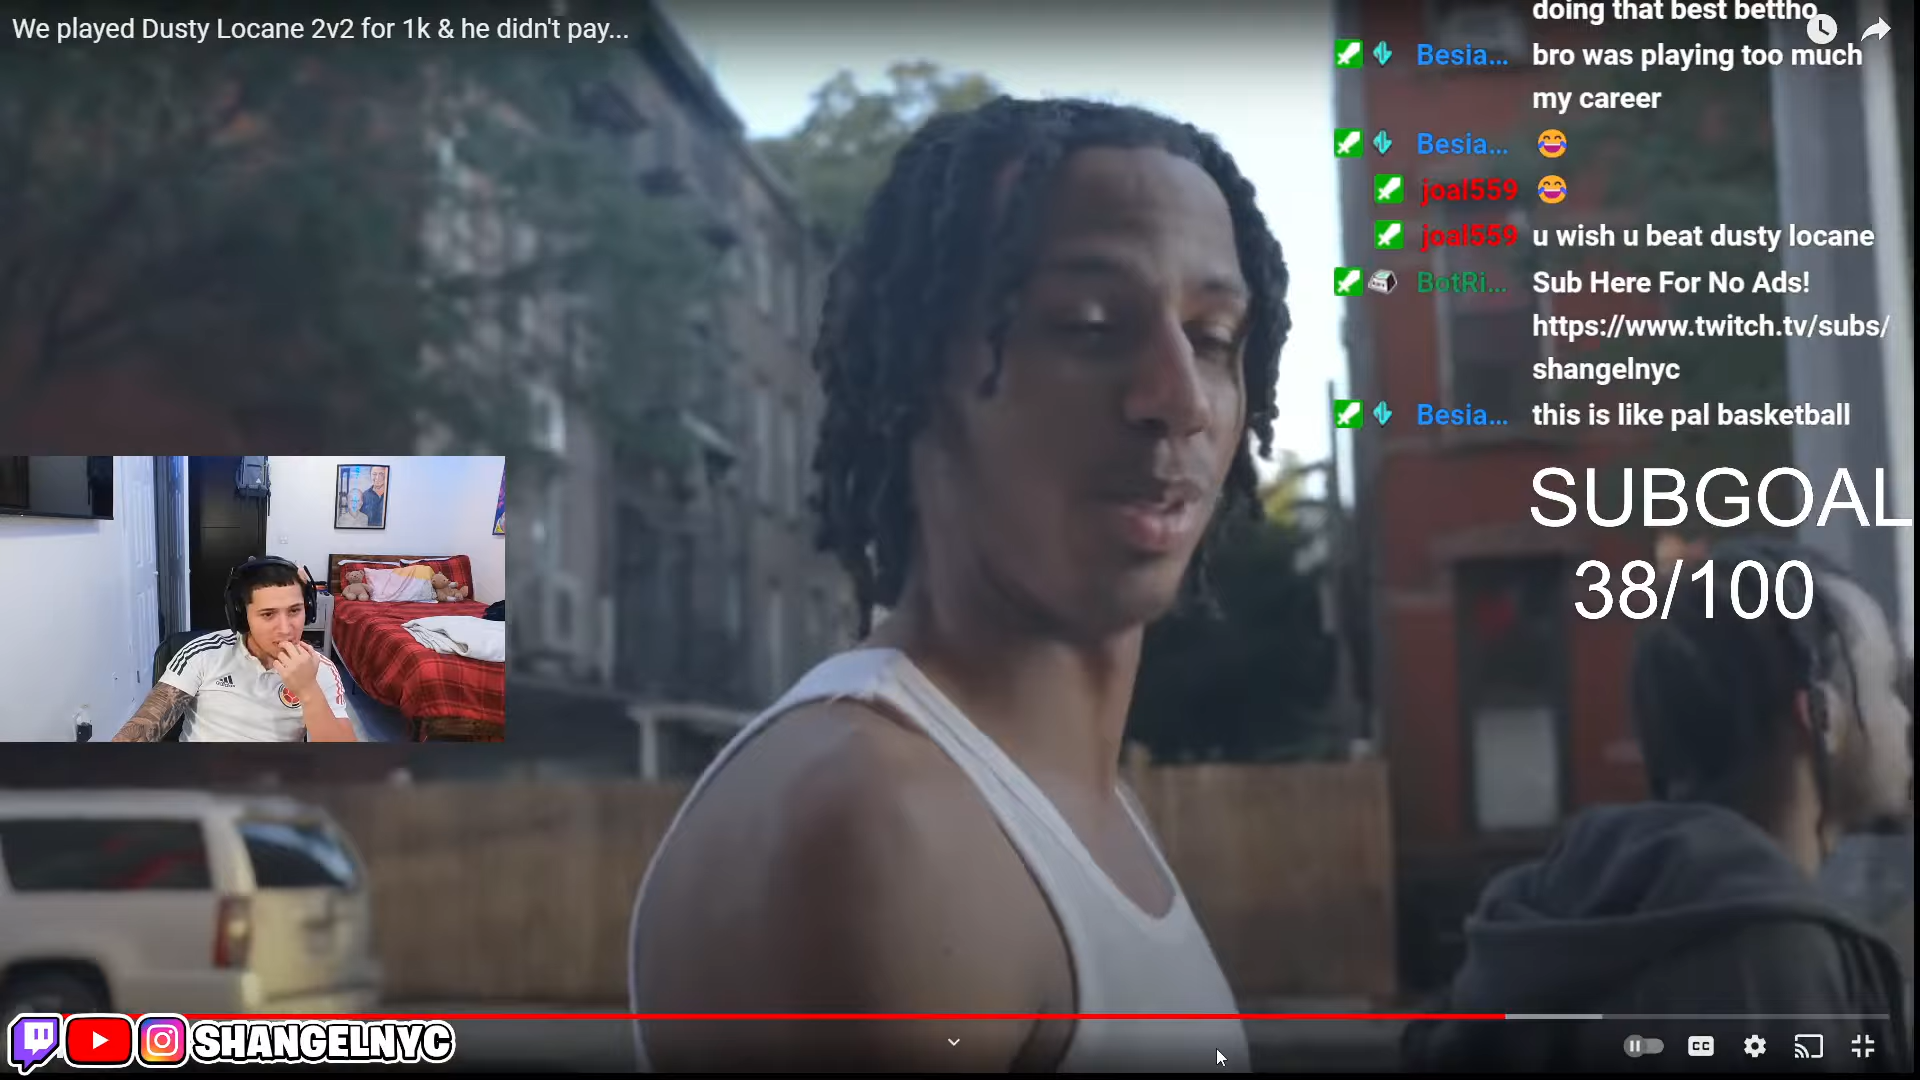 We played Dusty Locane 2v2 for 1k & he didn't pay...
doing that best bettho
Besia... bro was playing too much
my career
Besia... 😂
joal559 😂
joal559 u wish u beat dusty locane
BotRi... Sub Here For No Ads!
https://www.twitch.tv/subs/
shangelnyc
Besia... this is like pal basketball
SUBGOAL
38/100
adidas
SHANGELNYC
CC